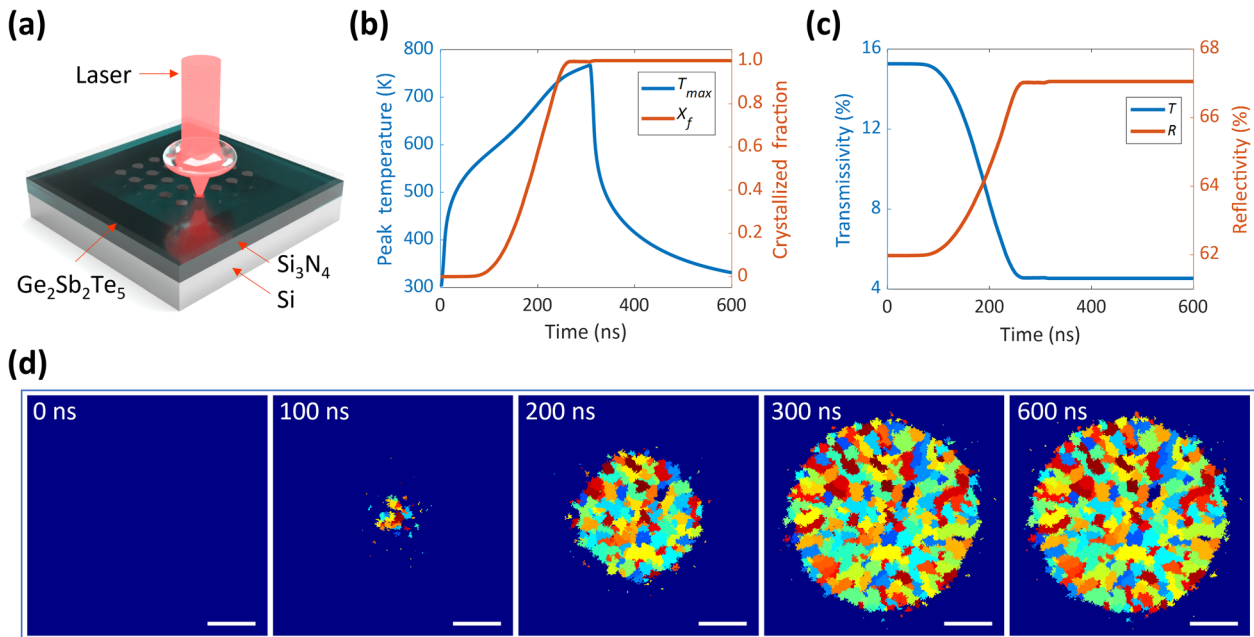 (a)
Laser
Ge₂Sb₂Te₅
Si₃N₄
Si
(b)
800
700
600
500
400
300
Peak temperature (K)
0
200
400
600
Time (ns)
1.0
0.8
0.6
0.4
0.2
0
Crystallized fraction
T_max
X_f
(c)
16
12
8
4
Transmissivity (%)
0
200
400
600
Time (ns)
68
66
64
62
Reflectivity (%)
T
R
(d)
0 ns
100 ns
200 ns
300 ns
600 ns